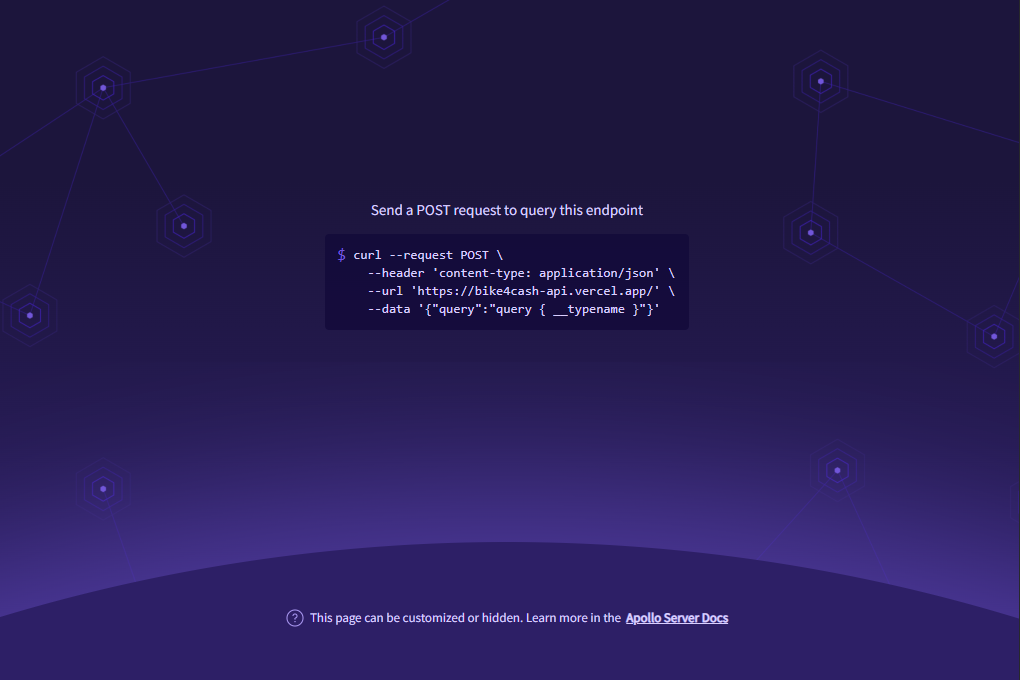 Send a POST request to query this endpoint
$ curl --request POST \
--header 'content-type: application/json' \
--url 'https://bike4cash-api.vercel.app/' \
--data '{"query":"query { __typename }"}'
? This page can be customized or hidden. Learn more in the Apollo Server Docs